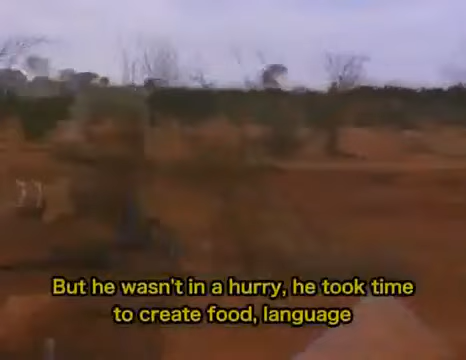 But he wasn't in a hurry, he took time
to create food, language